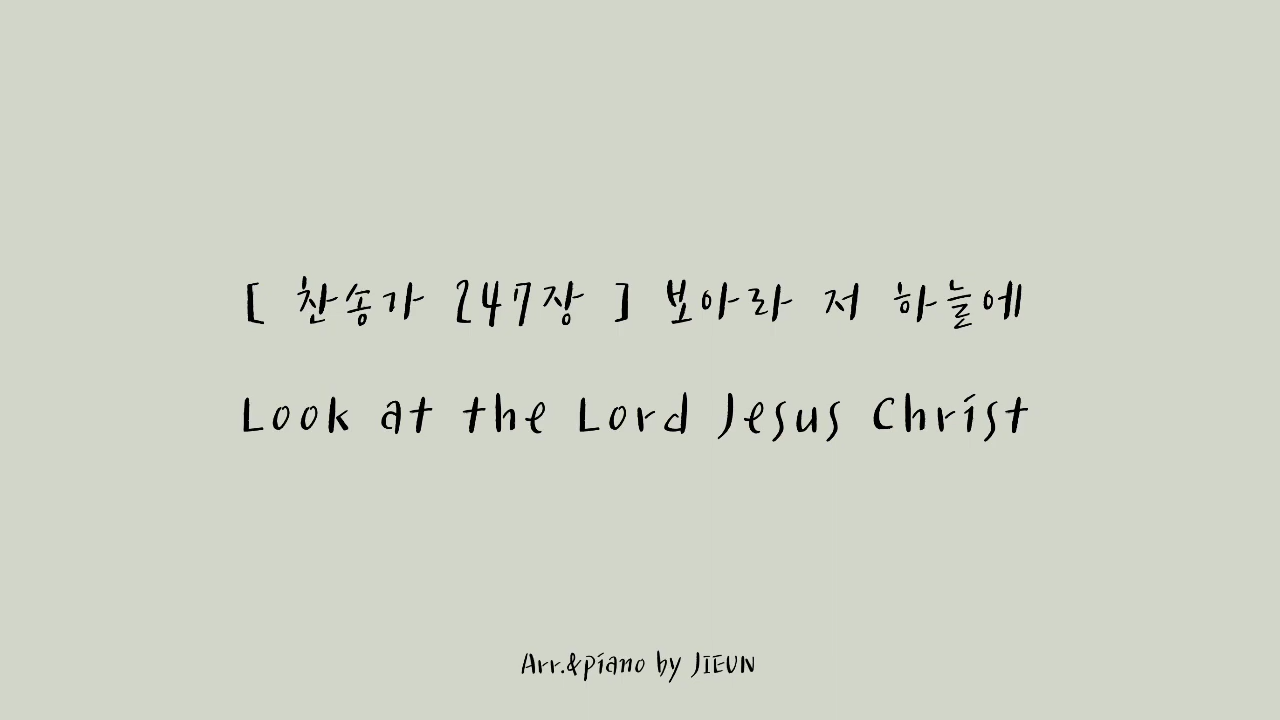 [ 찬송가 247장 ] 보아라 저 하늘에
Look at the Lord Jesus Christ
Arr.&piano by JIEUN